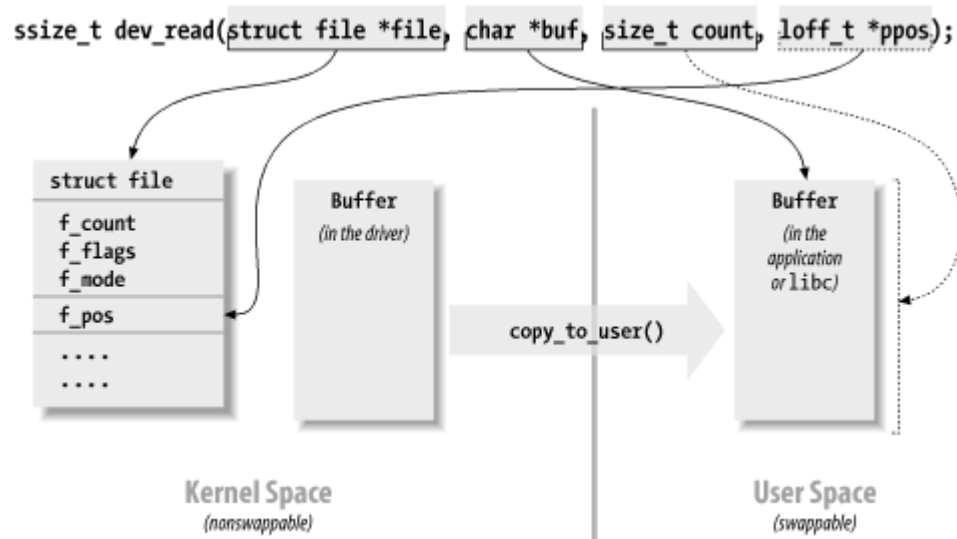 ssize_t dev_read(struct file *file, char *buf, size_t count, loff_t *ppos);
struct file
f_count
f_flags
f_mode
f_pos
....
....
Buffer
(in the driver)
copy_to_user()
Buffer
(in the
application
or libc)
Kernel Space
(nonswappable)
User Space
(swappable)